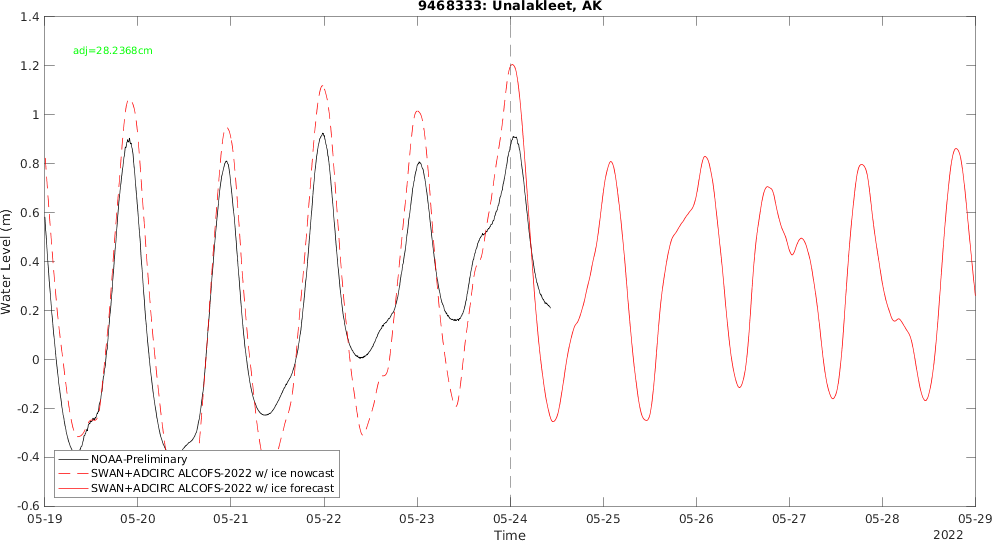 9468333: Unalakleet, AK
adj=28.2368cm
Water Level (m)
1.4
1.2
1
0.8
0.6
0.4
0.2
0
-0.2
-0.4
-0.6
NOAA-Preliminary
SWAN+ADCIRC ALCOFS-2022 w/ ice nowcast
SWAN+ADCIRC ALCOFS-2022 w/ ice forecast
05-19 05-20 05-21 05-22 05-23 05-24 05-25 05-26 05-27 05-28 05-29
Time
2022